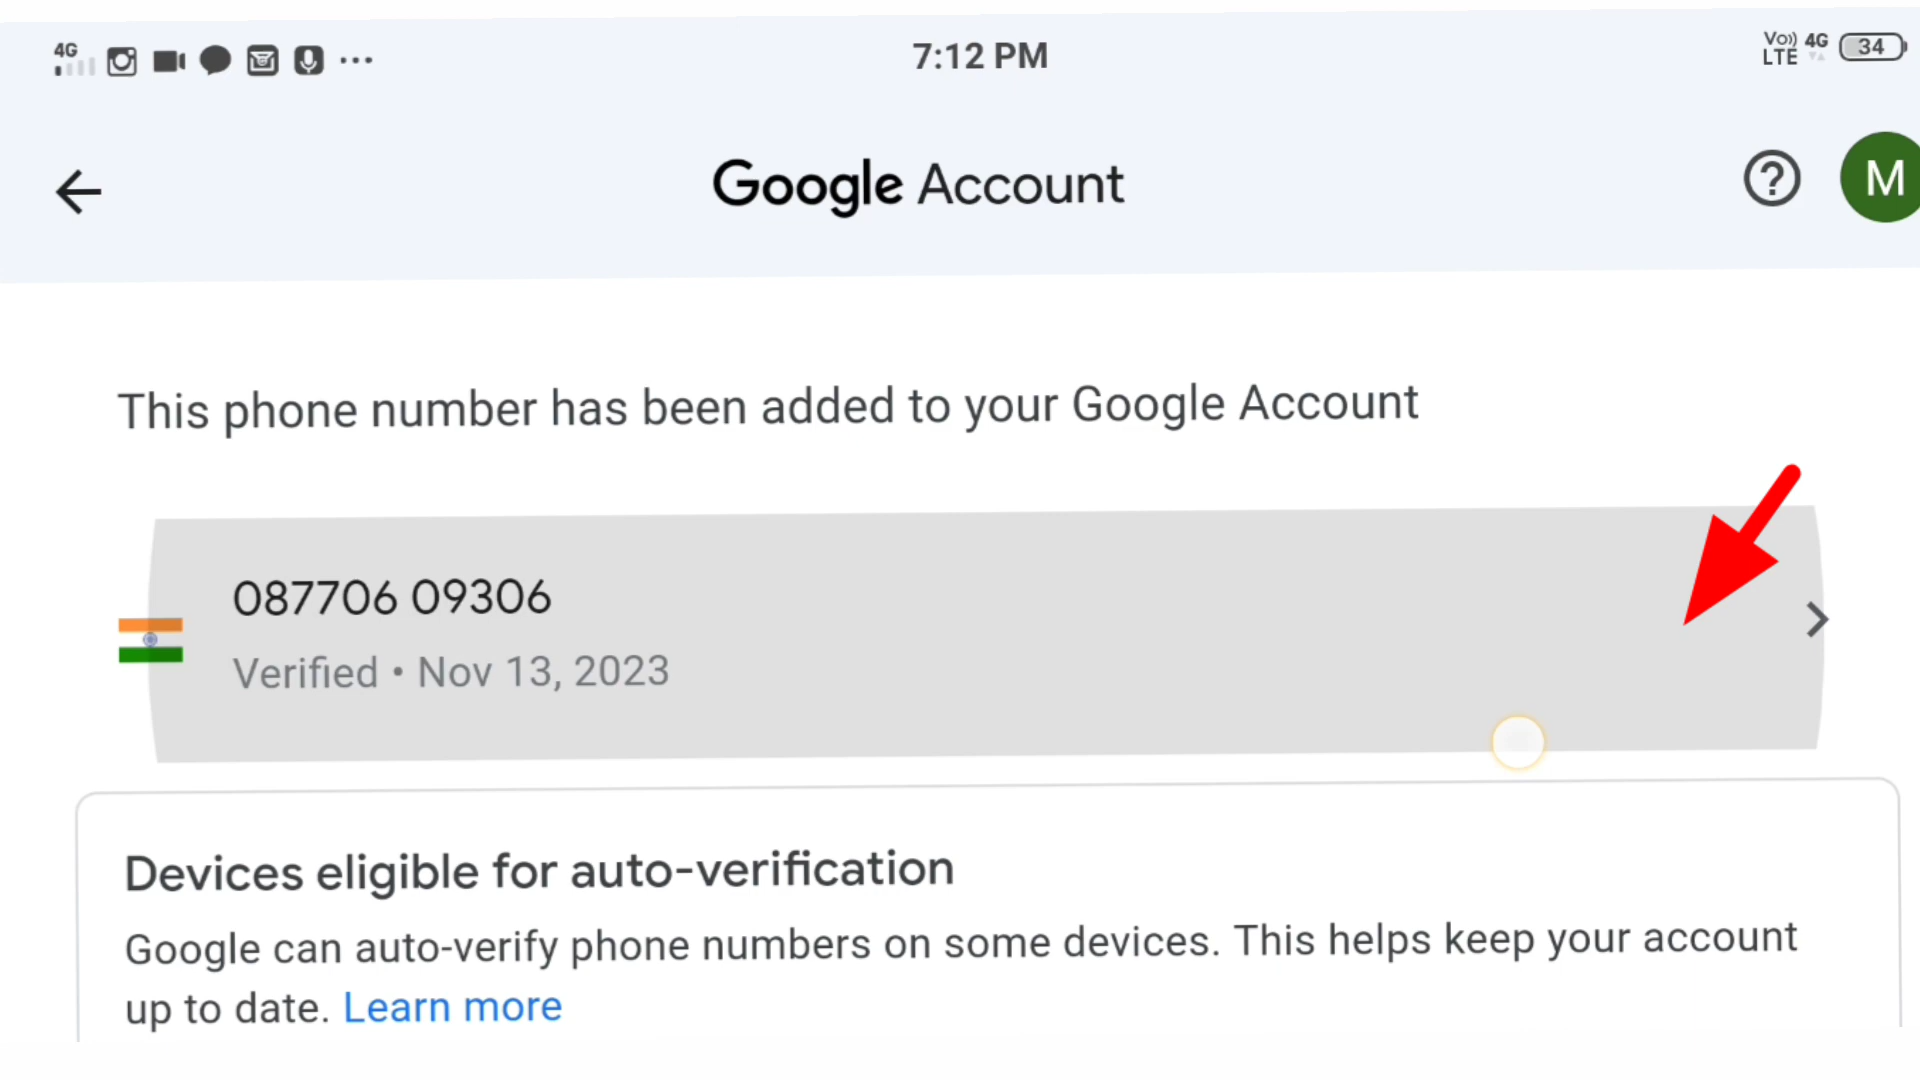 4G 7:12 PM Vo)) LTE 4G 34
Google Account M
This phone number has been added to your Google Account
087706 09306
Verified • Nov 13, 2023
Devices eligible for auto-verification
Google can auto-verify phone numbers on some devices. This helps keep your account
up to date. Learn more